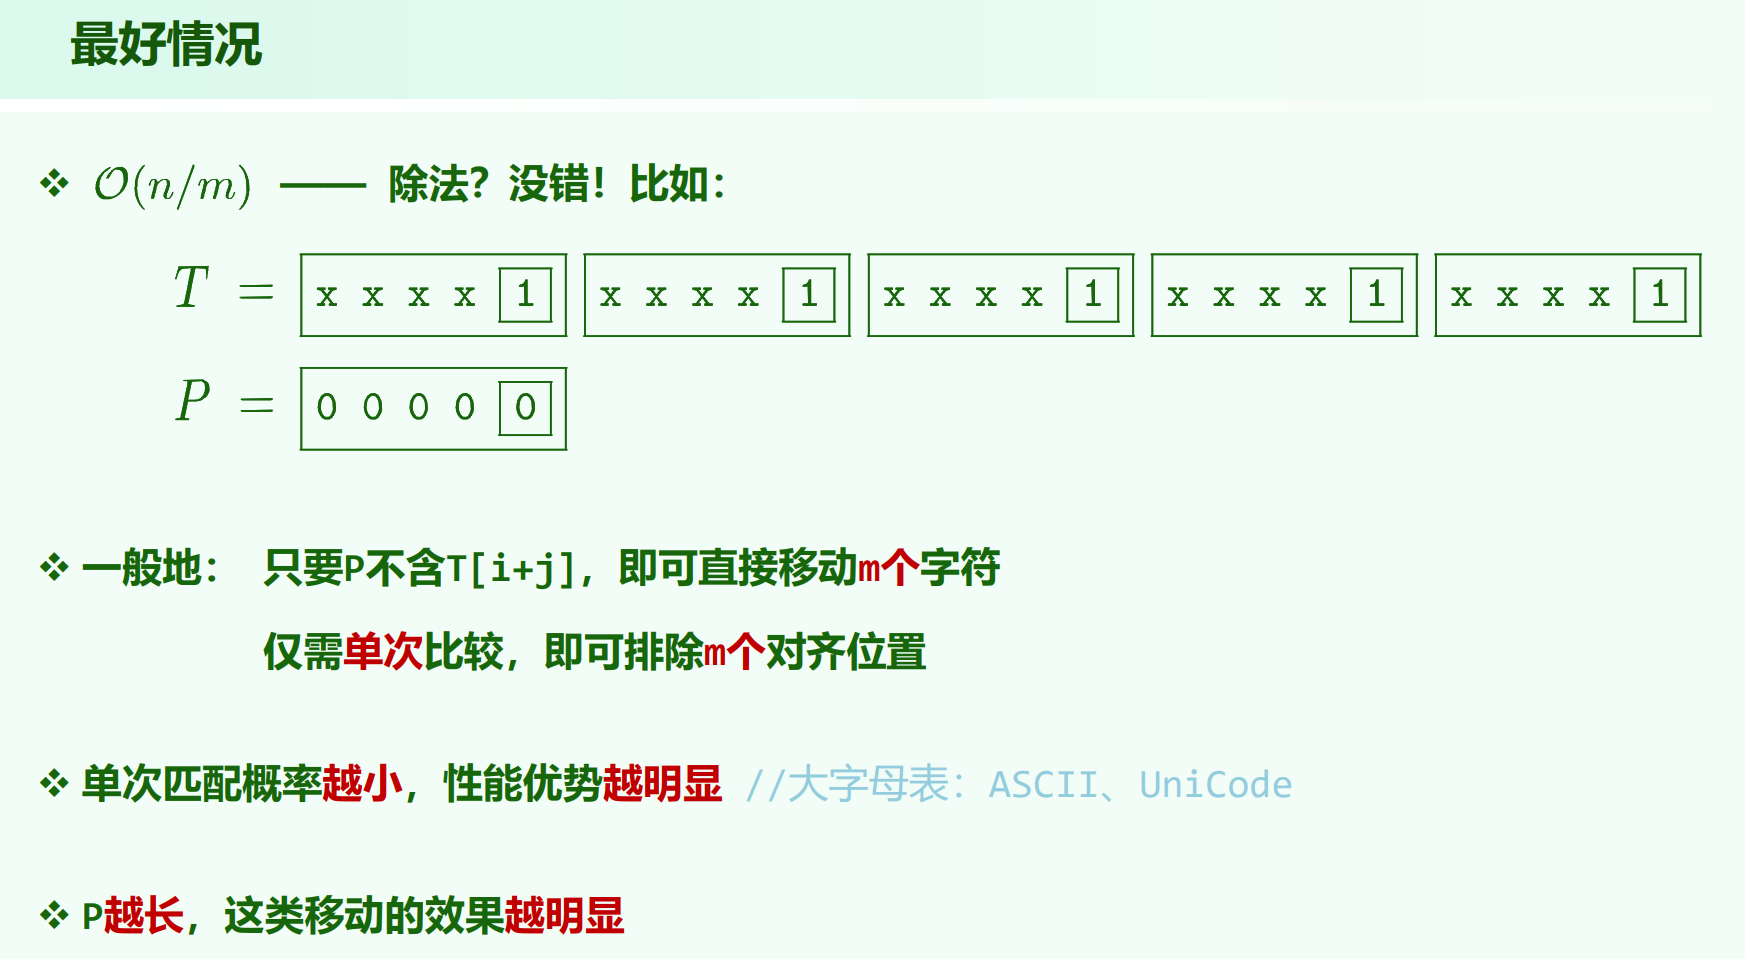 最好情况
❖ O(n/m) —— 除法？没错！比如：
T = x x x x 1 x x x x 1 x x x x 1 x x x x 1 x x x x 1
P = 0 0 0 0 0
❖ 一般地： 只要P不含T[i+j]，即可直接移动m个字符
仅需单次比较，即可排除m个对齐位置
❖ 单次匹配概率越小，性能优势越明显 //大字母表：ASCII、UniCode
❖ P越长，这类移动的效果越明显